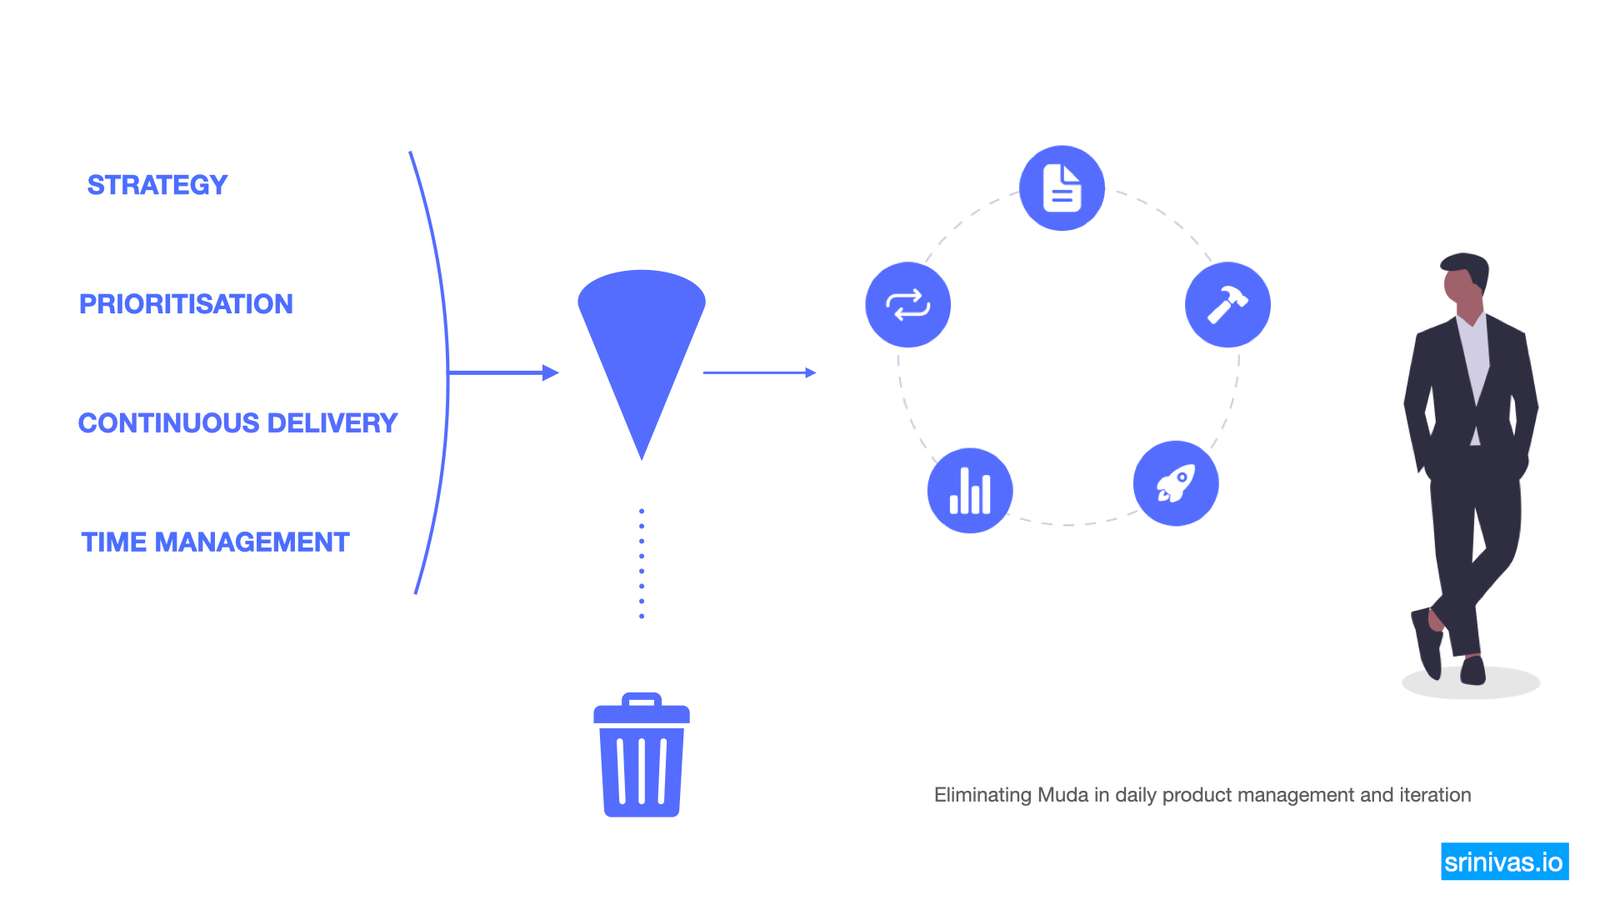 STRATEGY
PRIORITISATION
CONTINUOUS DELIVERY
TIME MANAGEMENT
Eliminating Muda in daily product management and iteration
srinivas.io